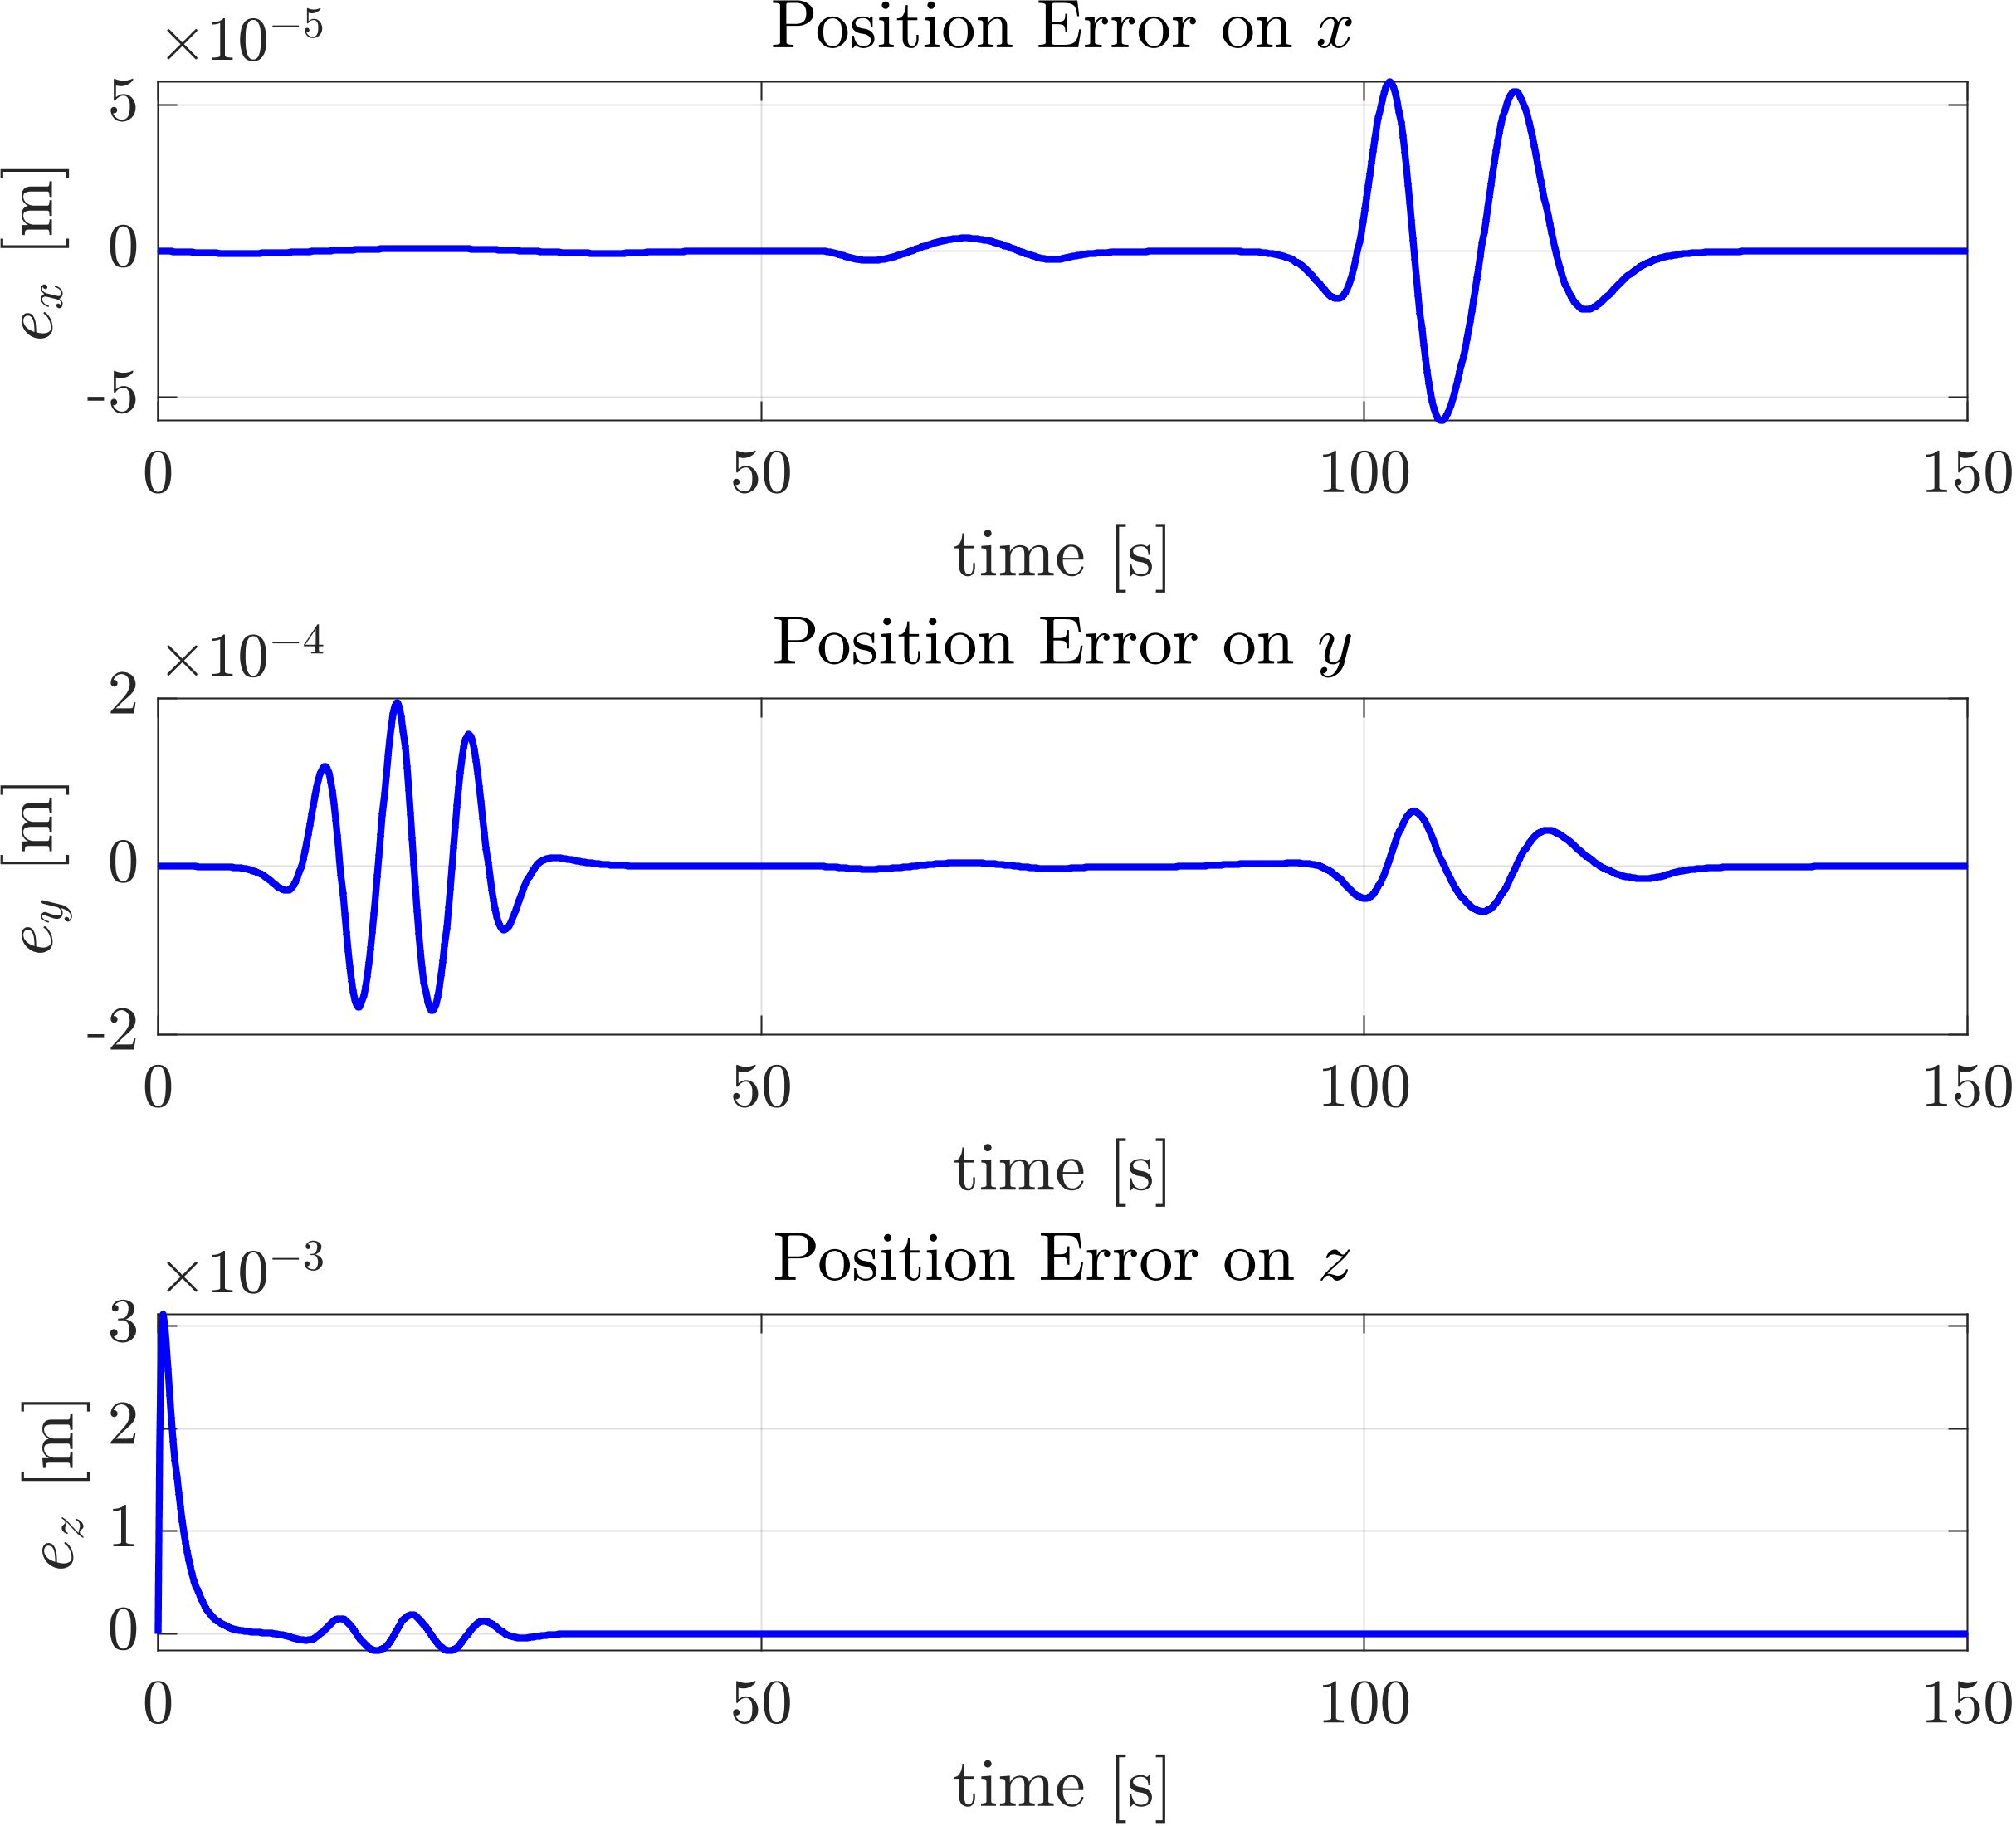 ×10⁻⁵ Position Error on x
5
0
-5
eₓ [m]
0 50 100 150
time [s]
×10⁻⁴ Position Error on y
2
0
-2
e_y [m]
0 50 100 150
time [s]
×10⁻³ Position Error on z
3
2
1
0
e_z [m]
0 50 100 150
time [s]